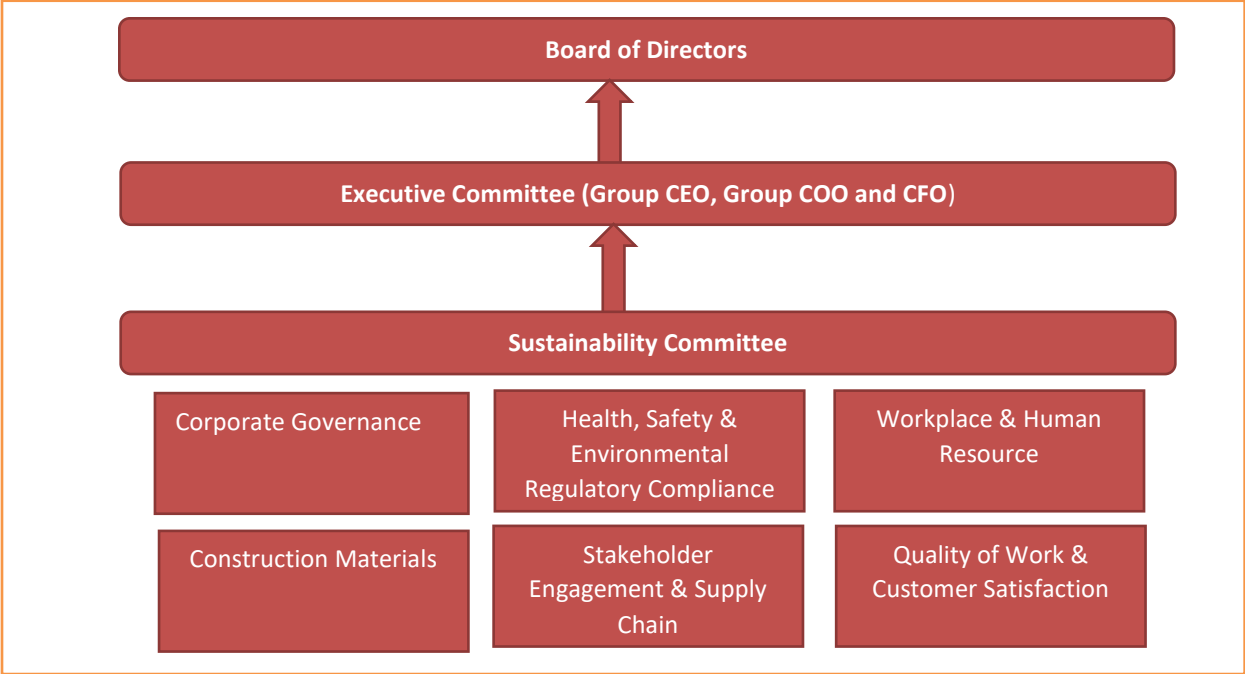 Board of Directors
Executive Committee (Group CEO, Group COO and CFO)
Sustainability Committee
Corporate Governance
Health, Safety &
Environmental
Regulatory Compliance
Workplace & Human
Resource
Construction Materials
Stakeholder
Engagement & Supply
Chain
Quality of Work &
Customer Satisfaction